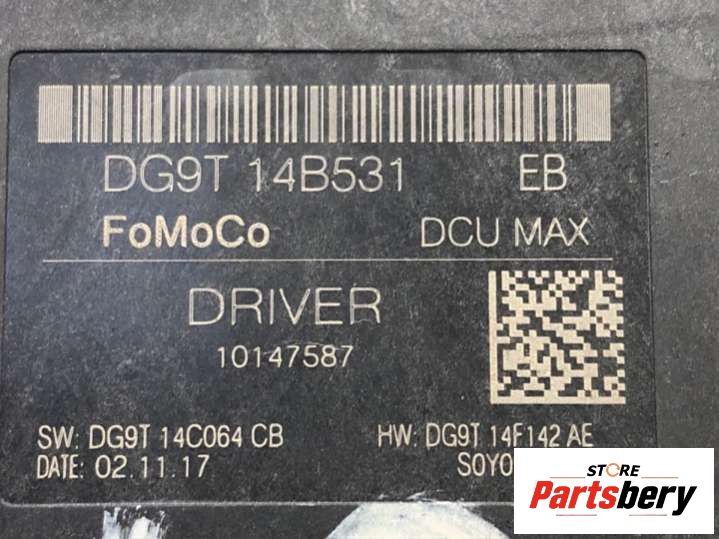 DG9T 14B531 EB
FoMoCo DCU MAX
DRIVER
10147587
SW: DG9T 14C064 CB HW: DG9T 14F142 AE
DATE: 02.11.17
STORE
Partsbery